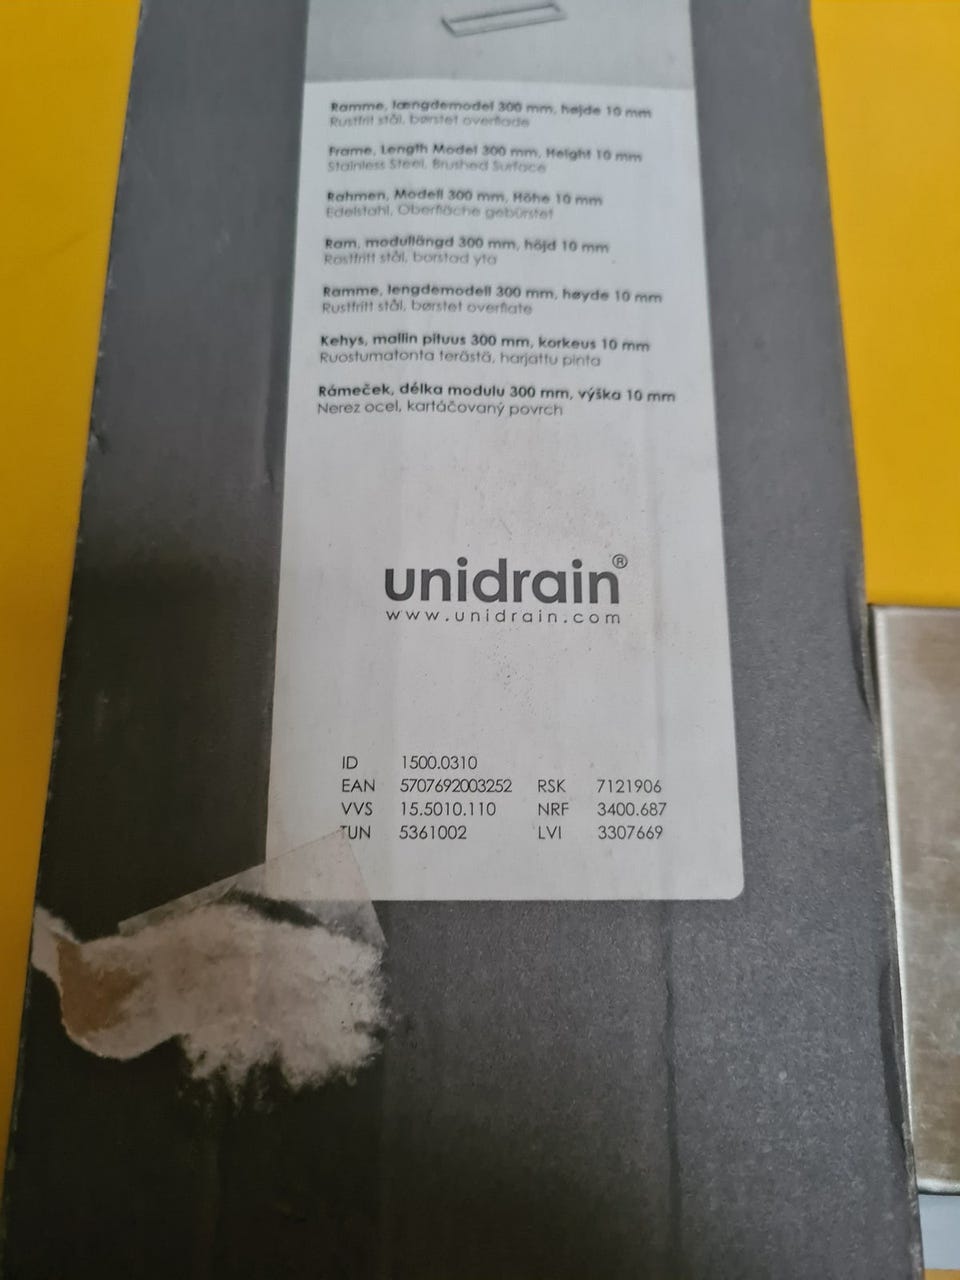 Ramme, længdemodel 300 mm, højde 10 mm
Rustfrit stål, børstet overflade
Frame, Length Model 300 mm, Height 10 mm
Stainless Steel, Brushed Surface
Rahmen, Modell 300 mm, Höhe 10 mm
Edelstahl, Oberfläche gebürstet
Ram, modullängd 300 mm, höjd 10 mm
Rostfritt stål, borstad yta
Ramme, lengdemodell 300 mm, høyde 10 mm
Rustfritt stål, børstet overflate
Kehys, mallin pituus 300 mm, korkeus 10 mm
Ruostumatonta terästä, harjattu pinta
Rámeček, délka modulu 300 mm, výška 10 mm
Nerez ocel, kartáčovaný povrch
unidrain®
www.unidrain.com
ID 1500.0310
EAN 5707692003252 RSK 7121906
VVS 15.5010.110 NRF 3400.687
TUN 5361002 LVI 3307669